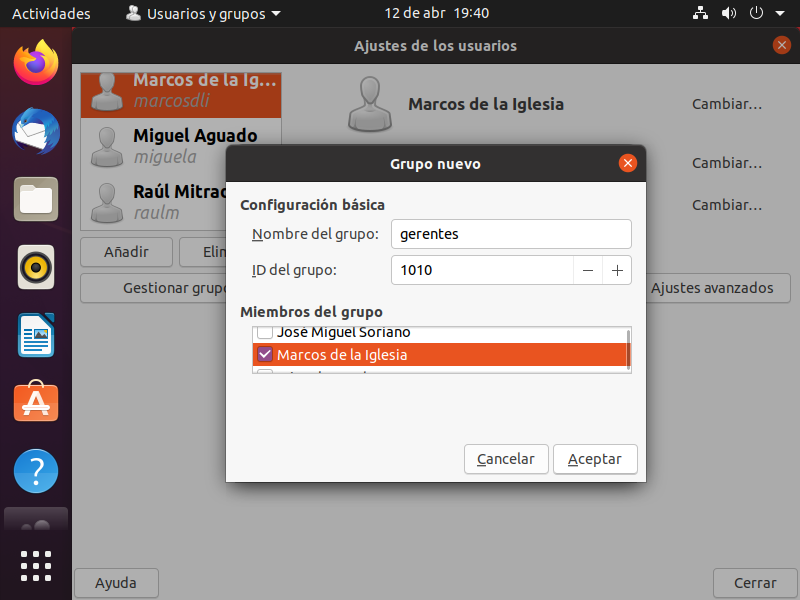 Actividades
Usuarios y grupos
12 de abr 19:40
Ajustes de los usuarios
Marcos de la Ig...
marcosdli
Miguel Aguado
miguela
Raúl Mitrad
raulm
Añadir
Elin
Gestionar grupo
Marcos de la Iglesia
Cambiar...
Cambiar...
Cambiar...
Ajustes avanzados
Grupo nuevo
Configuración básica
Nombre del grupo: gerentes
ID del grupo: 1010
Miembros del grupo
José Miguel Soriano
Marcos de la Iglesia
Cancelar
Aceptar
Ayuda
Cerrar